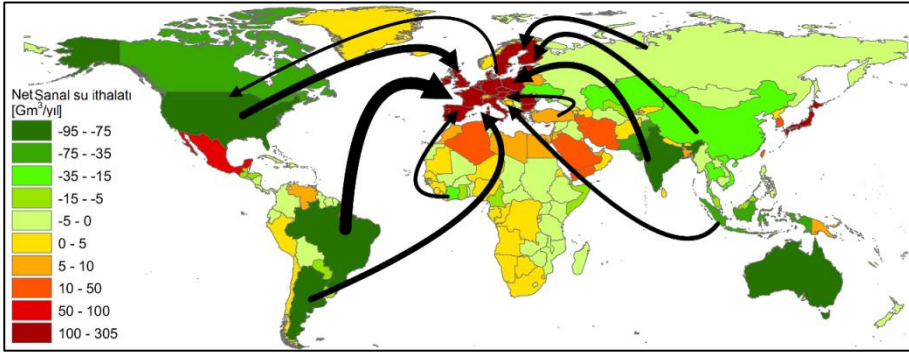 Net Sanal su ithalatı
[Gm³/yıl]
-95 - -75
-75 - -35
-35 - -15
-15 - -5
-5 - 0
0 - 5
5 - 10
10 - 50
50 - 100
100 - 305